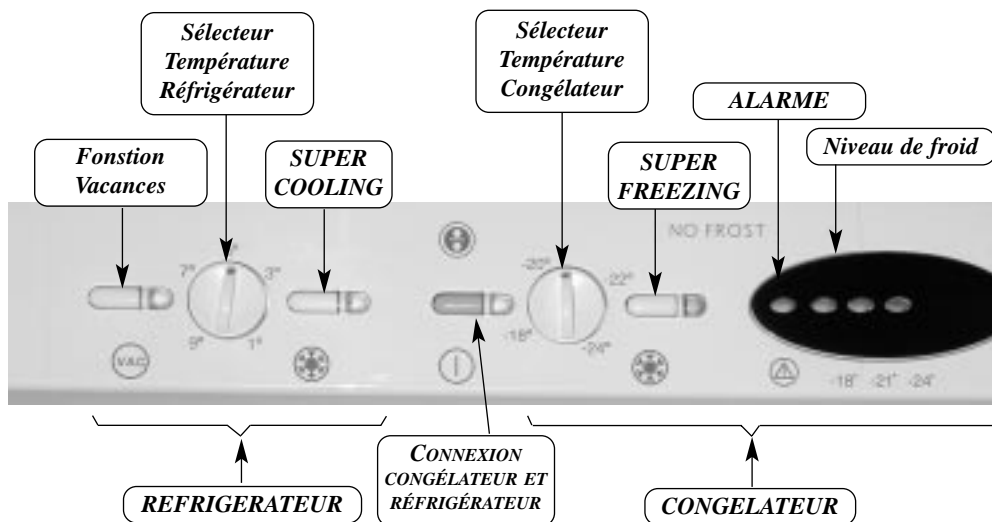 Sélecteur
Température
Réfrigérateur
Sélecteur
Température
Congélateur
ALARME
Fonstion
Vacances
SUPER
COOLING
SUPER
FREEZING
Niveau de froid
NO FROST
7° 3°
9° 1°
-20° -22°
-18° -24°
VAC
-18° -21° -24°
REFRIGERATEUR
CONNEXION
CONGÉLATEUR ET
RÉFRIGÉRATEUR
CONGELATEUR